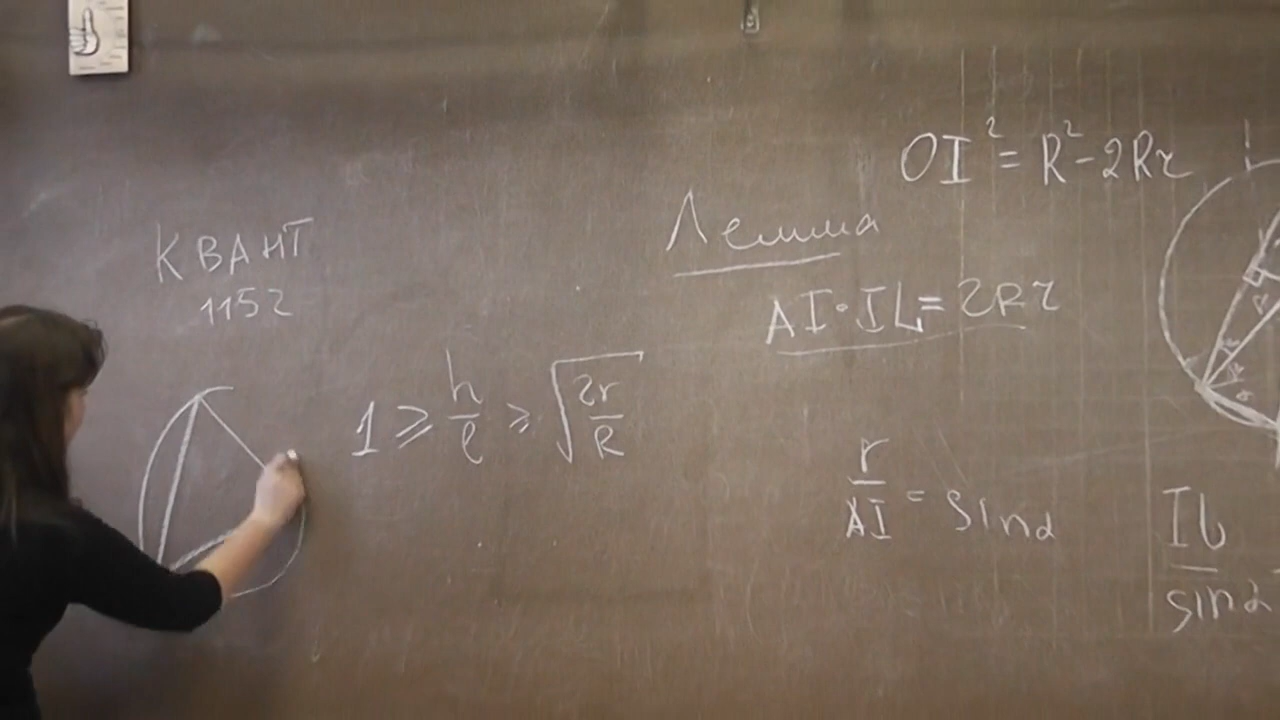 КВАНТ
1152
1 ≥ h/l ≥ √(2r/R)
Лемма
OI² = R² - 2Rr
AI·IL = 2Rr
r/AI = sin α
IL/sin α